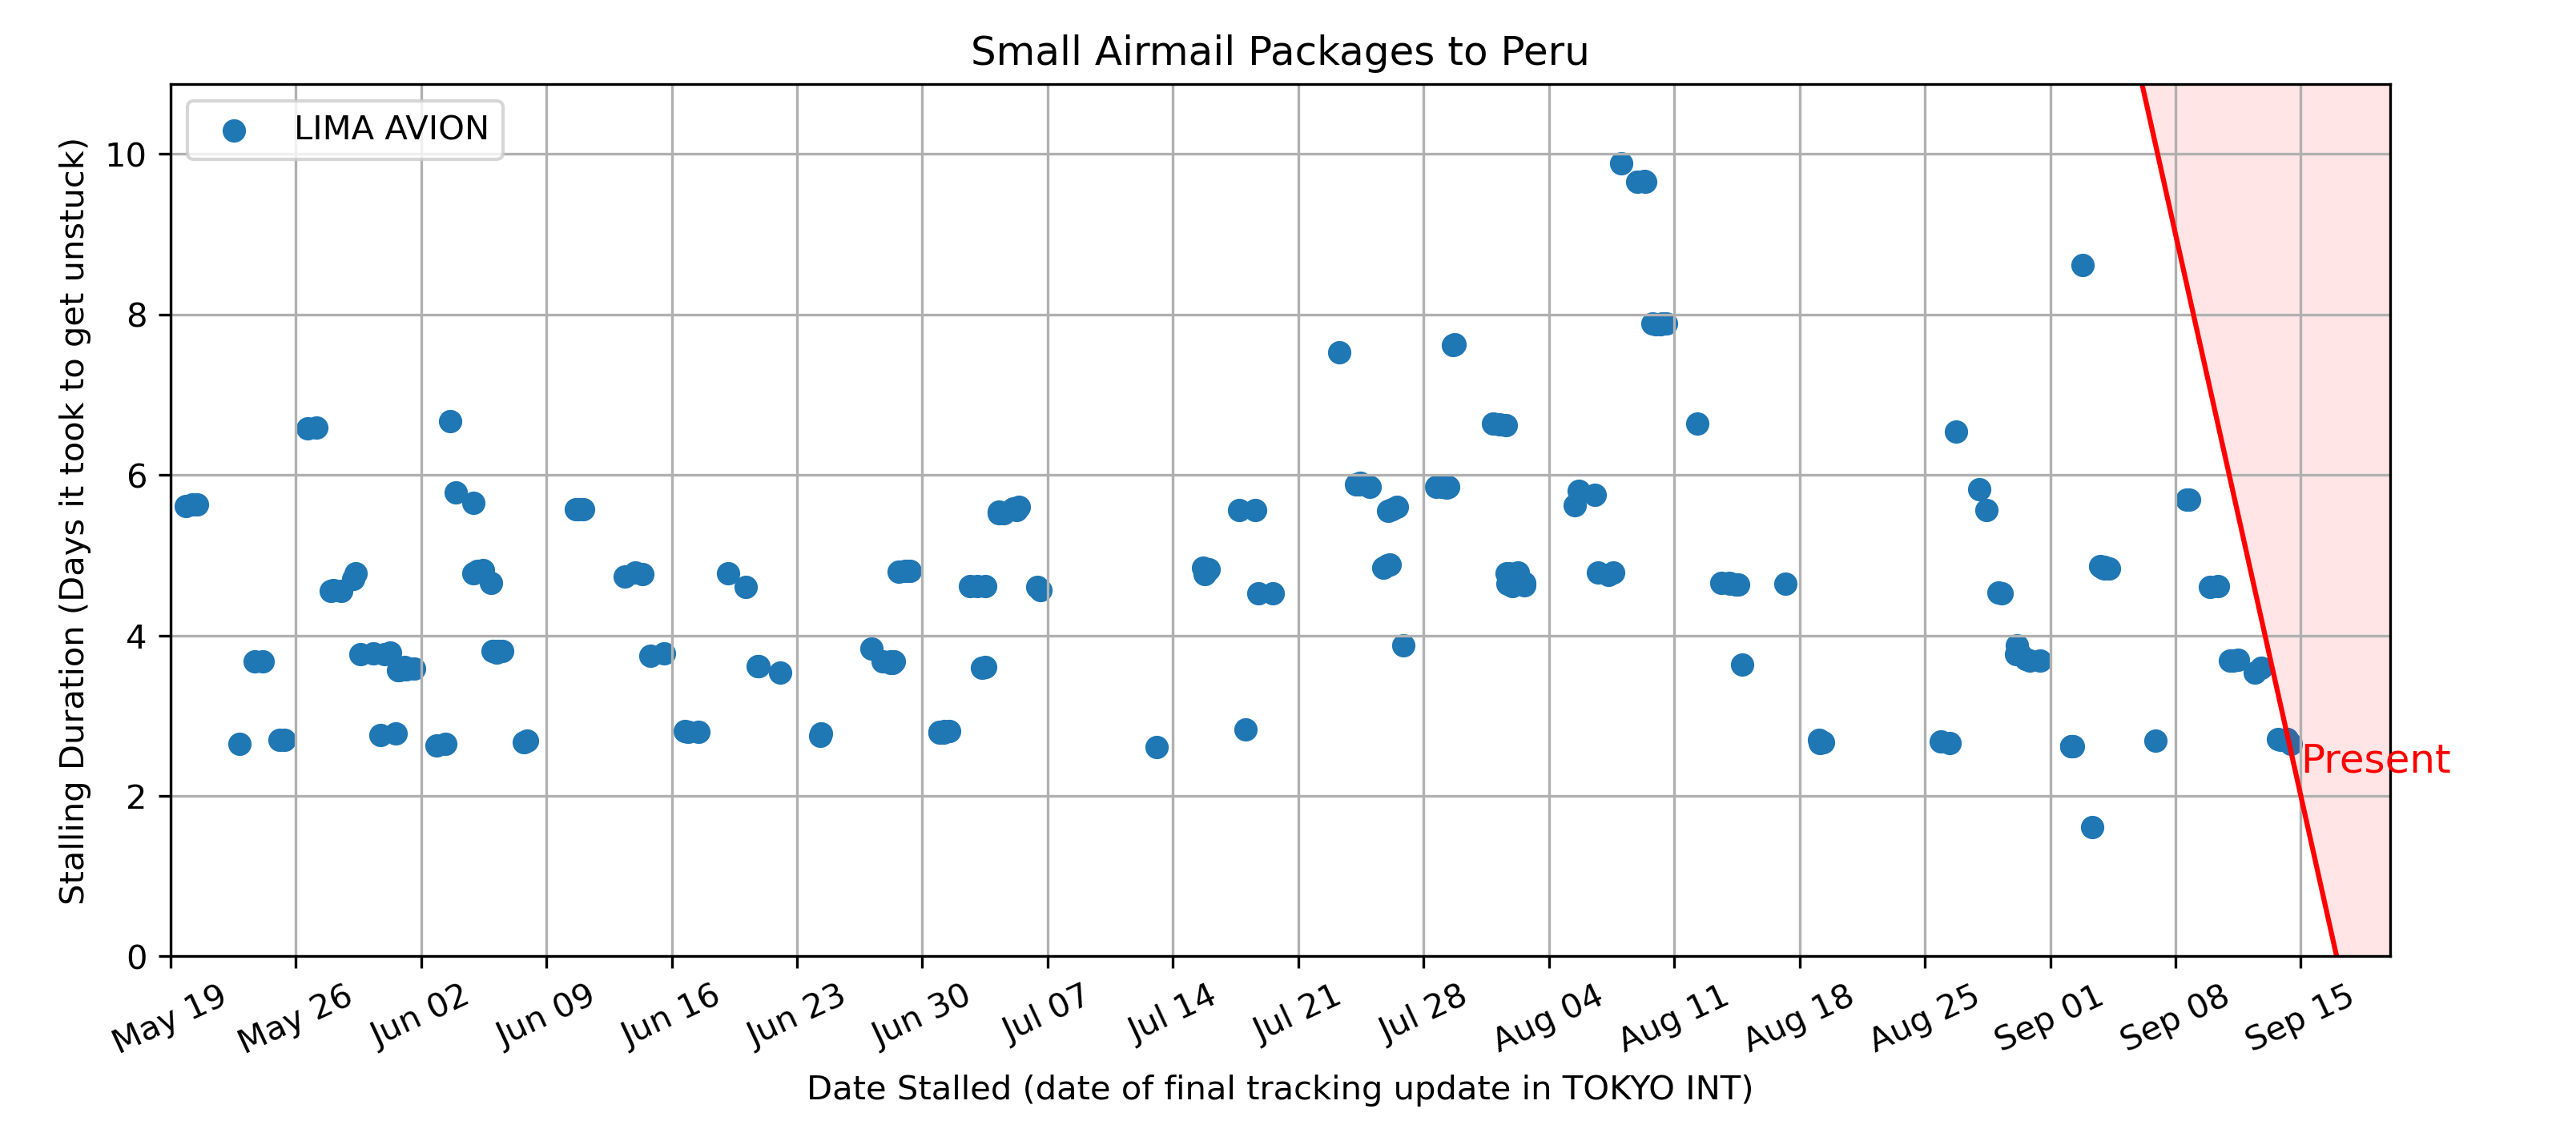 Small Airmail Packages to Peru
LIMA AVION
Stalling Duration (Days it took to get unstuck)
10
8
6
4
2
0
Present
May 19
May 26
Jun 02
Jun 09
Jun 16
Jun 23
Jun 30
Jul 07
Jul 14
Jul 21
Jul 28
Aug 04
Aug 11
Aug 18
Aug 25
Sep 01
Sep 08
Sep 15
Date Stalled (date of final tracking update in TOKYO INT)